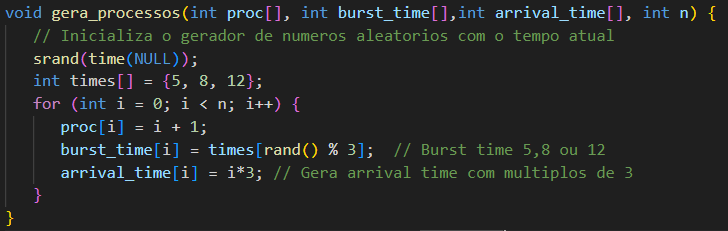 void gera_processos(int proc[], int burst_time[],int arrival_time[], int n) {
// Inicializa o gerador de numeros aleatorios com o tempo atual
srand(time(NULL));
int times[] = {5, 8, 12};
for (int i = 0; i < n; i++) {
proc[i] = i + 1;
burst_time[i] = times[rand() % 3];  // Burst time 5,8 ou 12
arrival_time[i] = i*3; // Gera arrival time com multiplos de 3
}
}